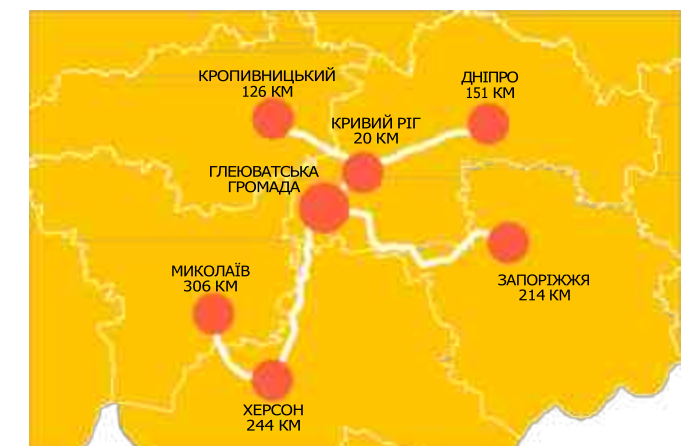 КРОПИВНИЦЬКИЙ
126 КМ
ДНІПРО
151 КМ
КРИВИЙ РІГ
20 КМ
ГЛЕЮВАТСЬКА
ГРОМАДА
МИКОЛАЇВ
306 КМ
ЗАПОРІЖЖЯ
214 КМ
ХЕРСОН
244 КМ